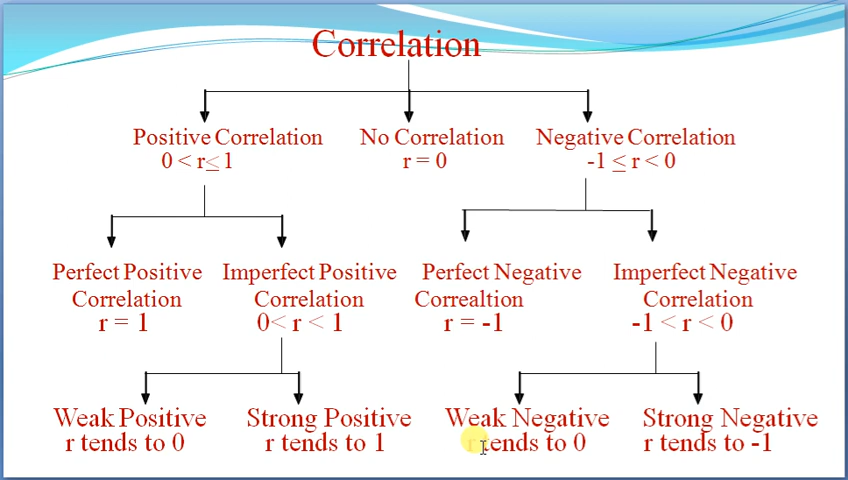 Correlation
Positive Correlation
0 < r ≤ 1
No Correlation
r = 0
Negative Correlation
-1 ≤ r < 0
Perfect Positive
Correlation
r = 1
Imperfect Positive
Correlation
0< r < 1
Perfect Negative
Correaltion
r = -1
Imperfect Negative
Correlation
-1 < r < 0
Weak Positive
r tends to 0
Strong Positive
r tends to 1
Weak Negative
r tends to 0
Strong Negative
r tends to -1